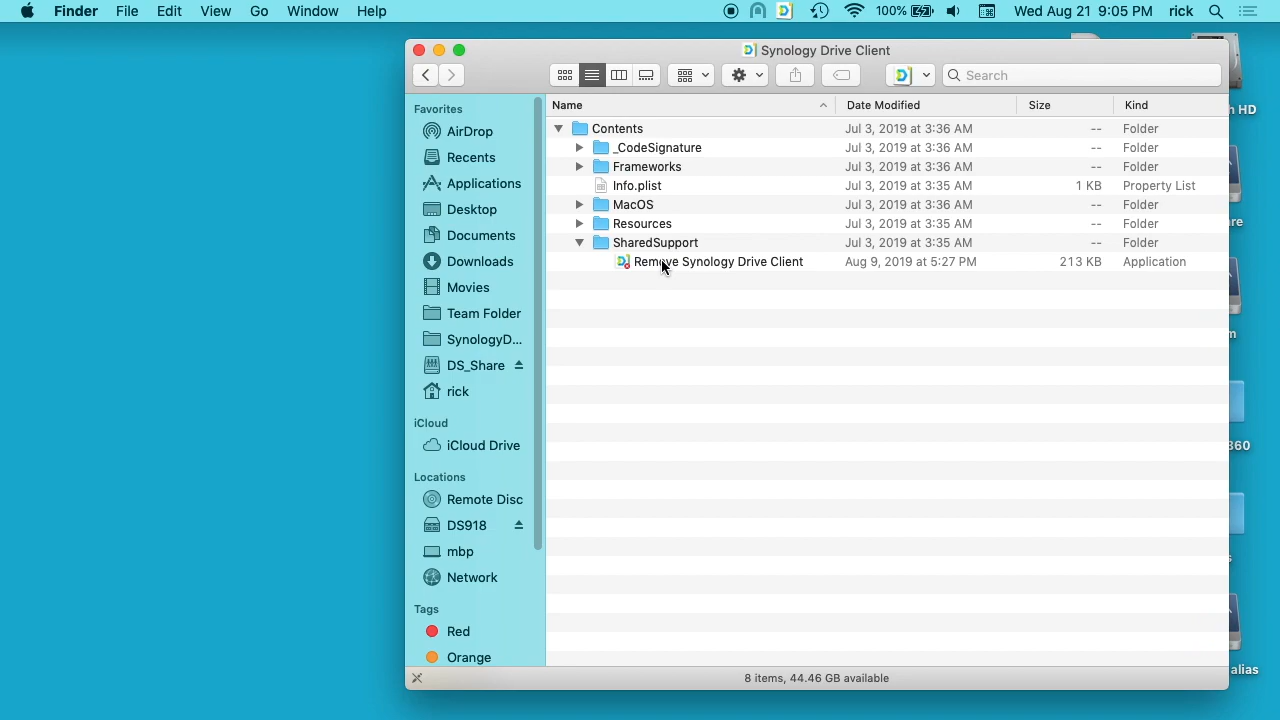 Finder File Edit View Go Window Help 100% Wed Aug 21 9:05 PM rick
Synology Drive Client
Search
Favorites
AirDrop
Recents
Applications
Desktop
Documents
Downloads
Movies
Team Folder
SynologyD...
DS_Share
rick
iCloud
iCloud Drive
Locations
Remote Disc
DS918
mbp
Network
Tags
Red
Orange
Name Date Modified Size Kind
Contents Jul 3, 2019 at 3:36 AM -- Folder
_CodeSignature Jul 3, 2019 at 3:36 AM -- Folder
Frameworks Jul 3, 2019 at 3:36 AM -- Folder
Info.plist Jul 3, 2019 at 3:35 AM 1 KB Property List
MacOS Jul 3, 2019 at 3:36 AM -- Folder
Resources Jul 3, 2019 at 3:35 AM -- Folder
SharedSupport Jul 3, 2019 at 3:35 AM -- Folder
Remove Synology Drive Client Aug 9, 2019 at 5:27 PM 213 KB Application
8 items, 44.46 GB available
HD
alias